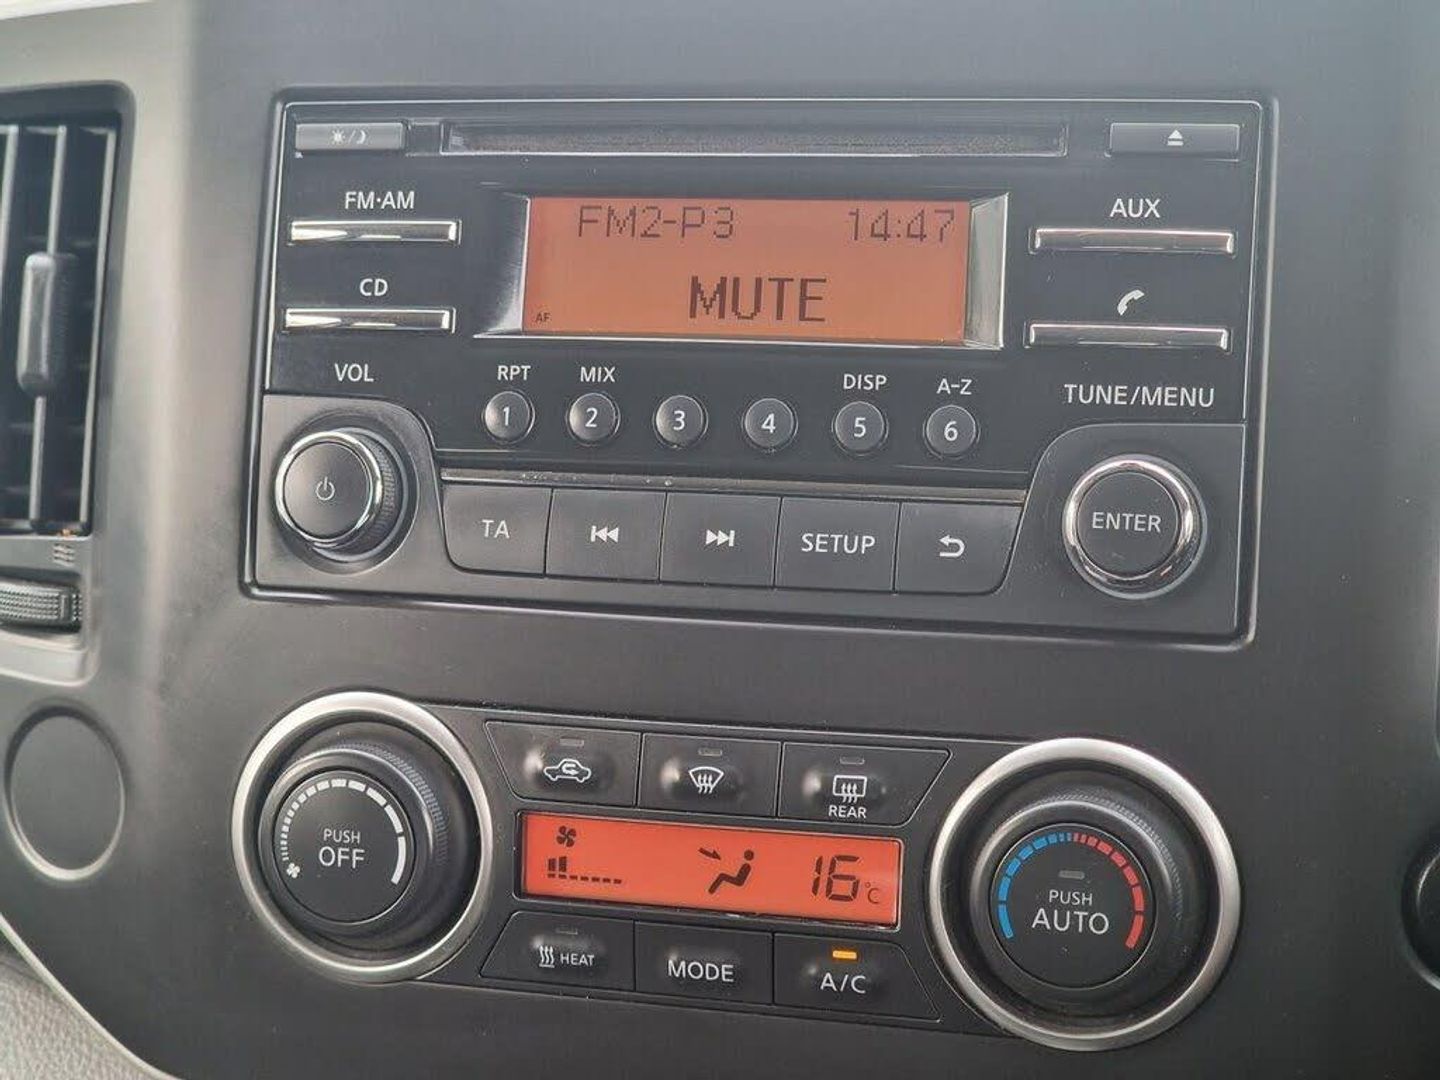 FM·AM
CD
VOL
FM2-P3 14:47
MUTE
AF
AUX
TUNE/MENU
RPT MIX DISP A-Z
1 2 3 4 5 6
TA SETUP
ENTER
REAR
PUSH
OFF
16°C
PUSH
AUTO
HEAT MODE A/C